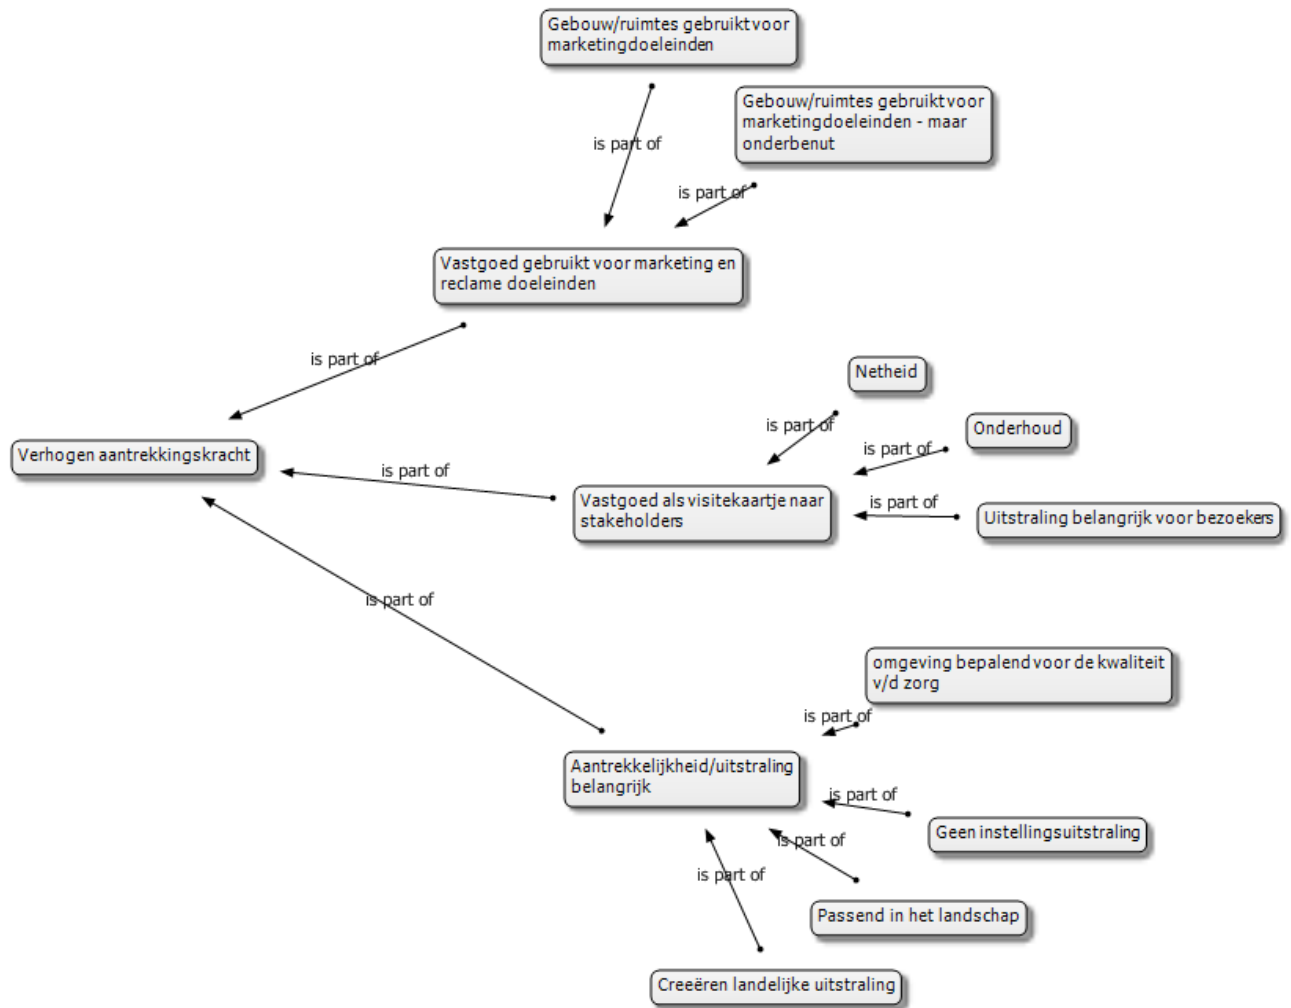 Gebouw/ruimtes gebruikt voor
marketingdoeleinden
Gebouw/ruimtes gebruikt voor
marketingdoeleinden - maar
onderbenut
is part of
is part of
Vastgoed gebruikt voor marketing en
reclame doeleinden
is part of
Netheid
is part of
Onderhoud
is part of
Verhogen aantrekkingskracht
is part of
Vastgoed als visitekaartje naar
stakeholders
is part of
Uitstraling belangrijk voor bezoekers
is part of
omgeving bepalend voor de kwaliteit
v/d zorg
is part of
Aantrekkelijkheid/uitstraling
belangrijk
is part of
Geen instellingsuitstraling
is part of
is part of
Passend in het landschap
Creeëren landelijke uitstraling